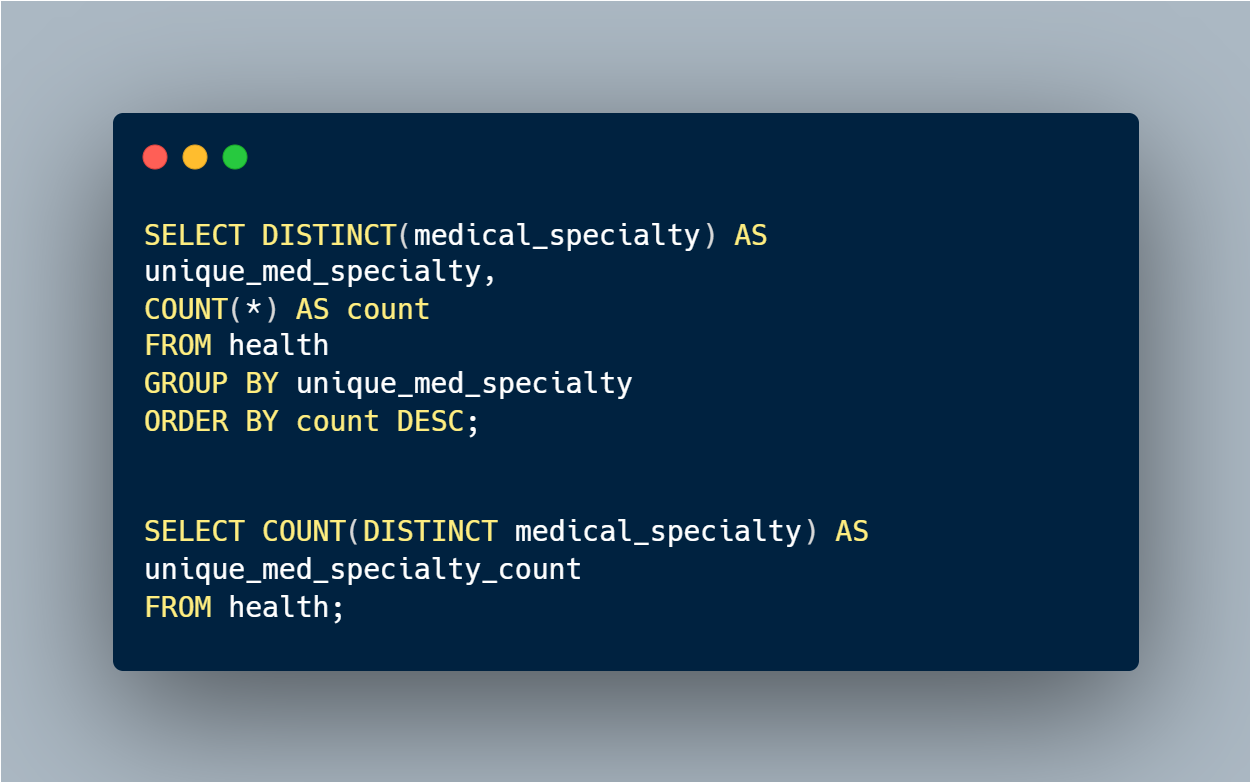 SELECT DISTINCT(medical_specialty) AS
unique_med_specialty,
COUNT(*) AS count
FROM health
GROUP BY unique_med_specialty
ORDER BY count DESC;
SELECT COUNT(DISTINCT medical_specialty) AS
unique_med_specialty_count
FROM health;